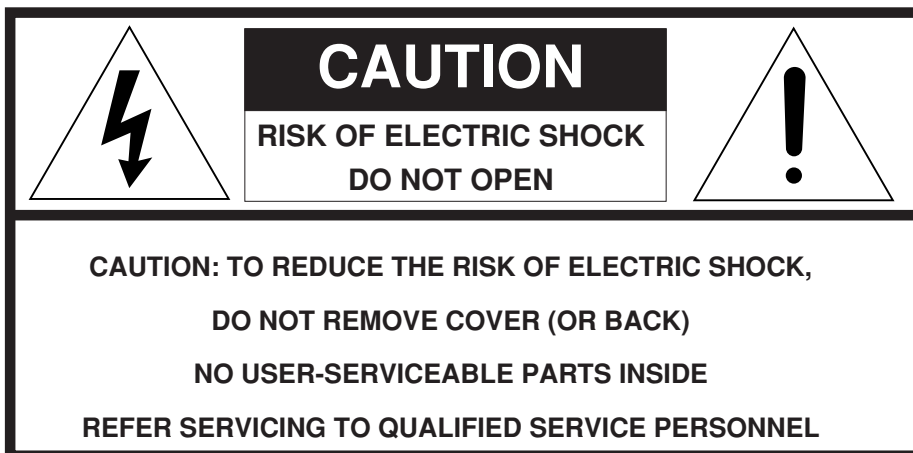 CAUTION
RISK OF ELECTRIC SHOCK
DO NOT OPEN
CAUTION: TO REDUCE THE RISK OF ELECTRIC SHOCK,
DO NOT REMOVE COVER (OR BACK)
NO USER-SERVICEABLE PARTS INSIDE
REFER SERVICING TO QUALIFIED SERVICE PERSONNEL